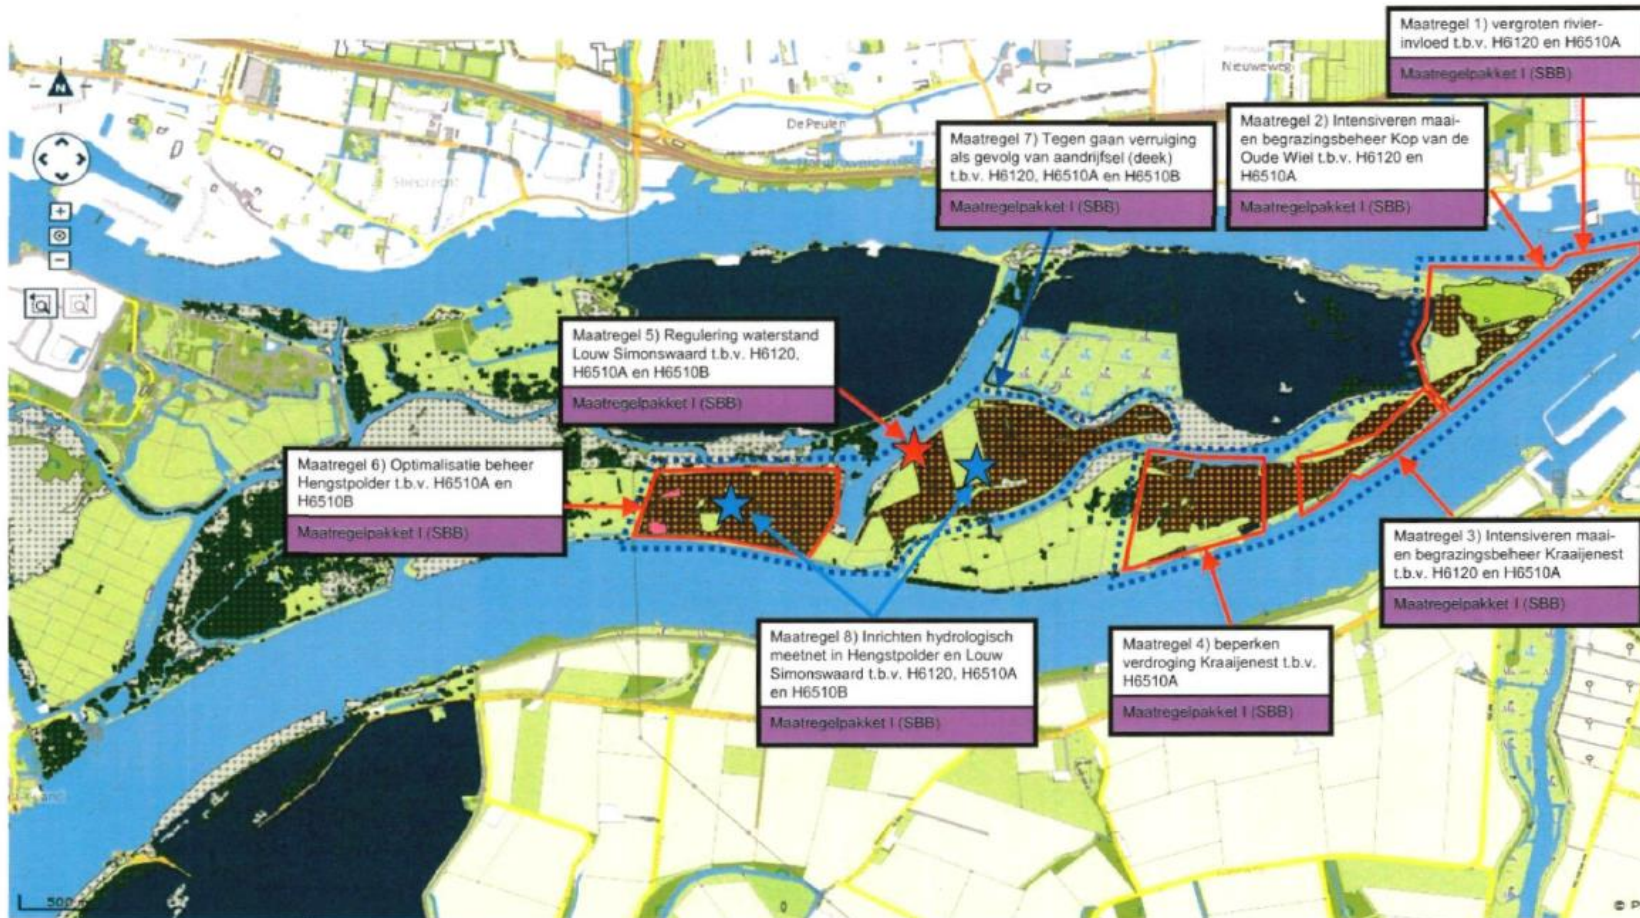 Maatregel 1) vergroten rivier-
invloed t.b.v. H6120 en H6510A
Maatregelpakket I (SBB)
Nieuweweg
Maatregel 2) Intensiveren maai-
en begrazingsbeheer Kop van de
Oude Wiel t.b.v. H6120 en
H6510A
Maatregelpakket I (SBB)
De Peulen
Maatregel 7) Tegen gaan verruiging
als gevolg van aandrijfsel (deek)
t.b.v. H6120, H6510A en H6510B
Maatregelpakket I (SBB)
N
Sliedrecht
Maatregel 5) Regulering waterstand
Louw Simonswaard t.b.v. H6120,
H6510A en H6510B
Maatregelpakket I (SBB)
Maatregel 6) Optimalisatie beheer
Hengstpolder t.b.v. H6510A en
H6510B
Maatregelpakket I (SBB)
Maatregel 3) Intensiveren maai-
en begrazingsbeheer Kraaijenest
t.b.v. H6120 en H6510A
Maatregelpakket I (SBB)
Maatregel 8) Inrichten hydrologisch
meetnet in Hengstpolder en Louw
Simonswaard t.b.v. H6120, H6510A
en H6510B
Maatregelpakket I (SBB)
Maatregel 4) beperken
verdroging Kraaijenest t.b.v.
H6510A
Maatregelpakket I (SBB)
500
© P